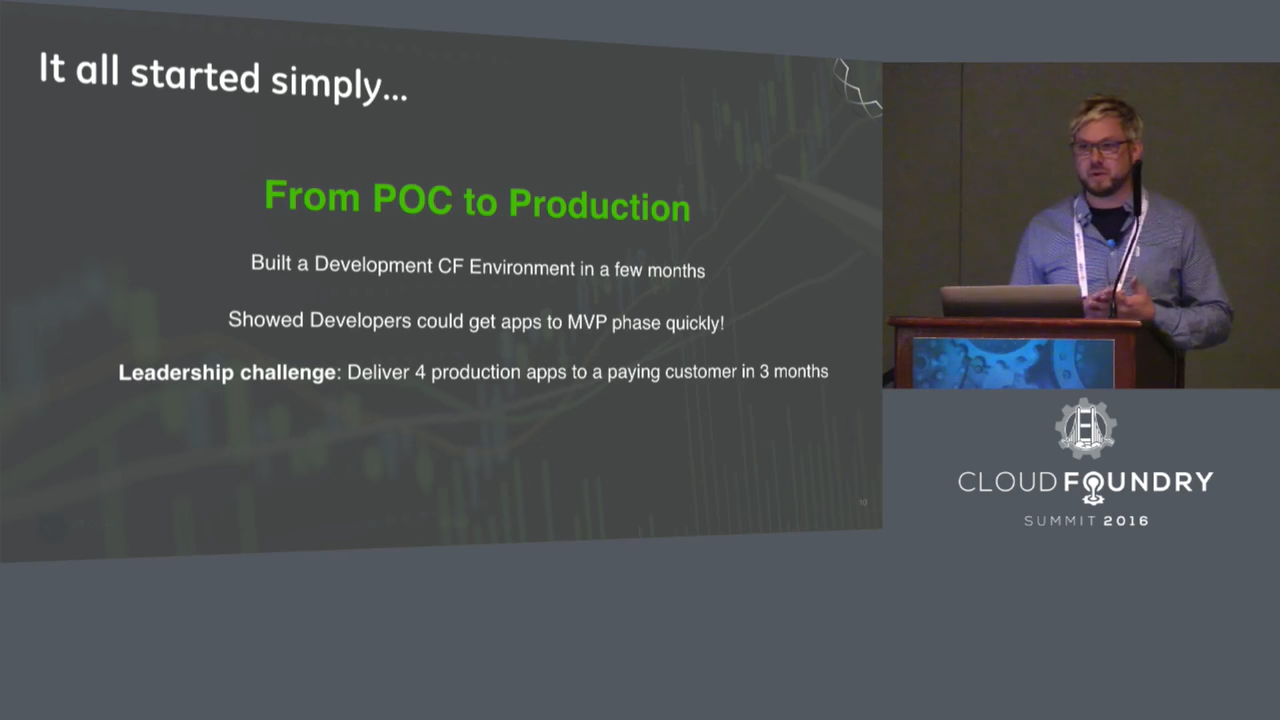 It all started simply...
From POC to Production
Built a Development CF Environment in a few months
Showed Developers could get apps to MVP phase quickly!
Leadership challenge: Deliver 4 production apps to a paying customer in 3 months
10
CLOUD FOUNDRY
SUMMIT 2016